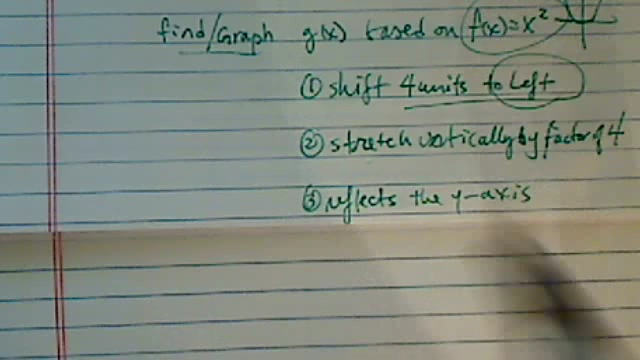 find/Graph g(x) based on f(x)=x²
① shift 4 units to Left
② stretch vertically by factor of 4
③ reflects the y-axis